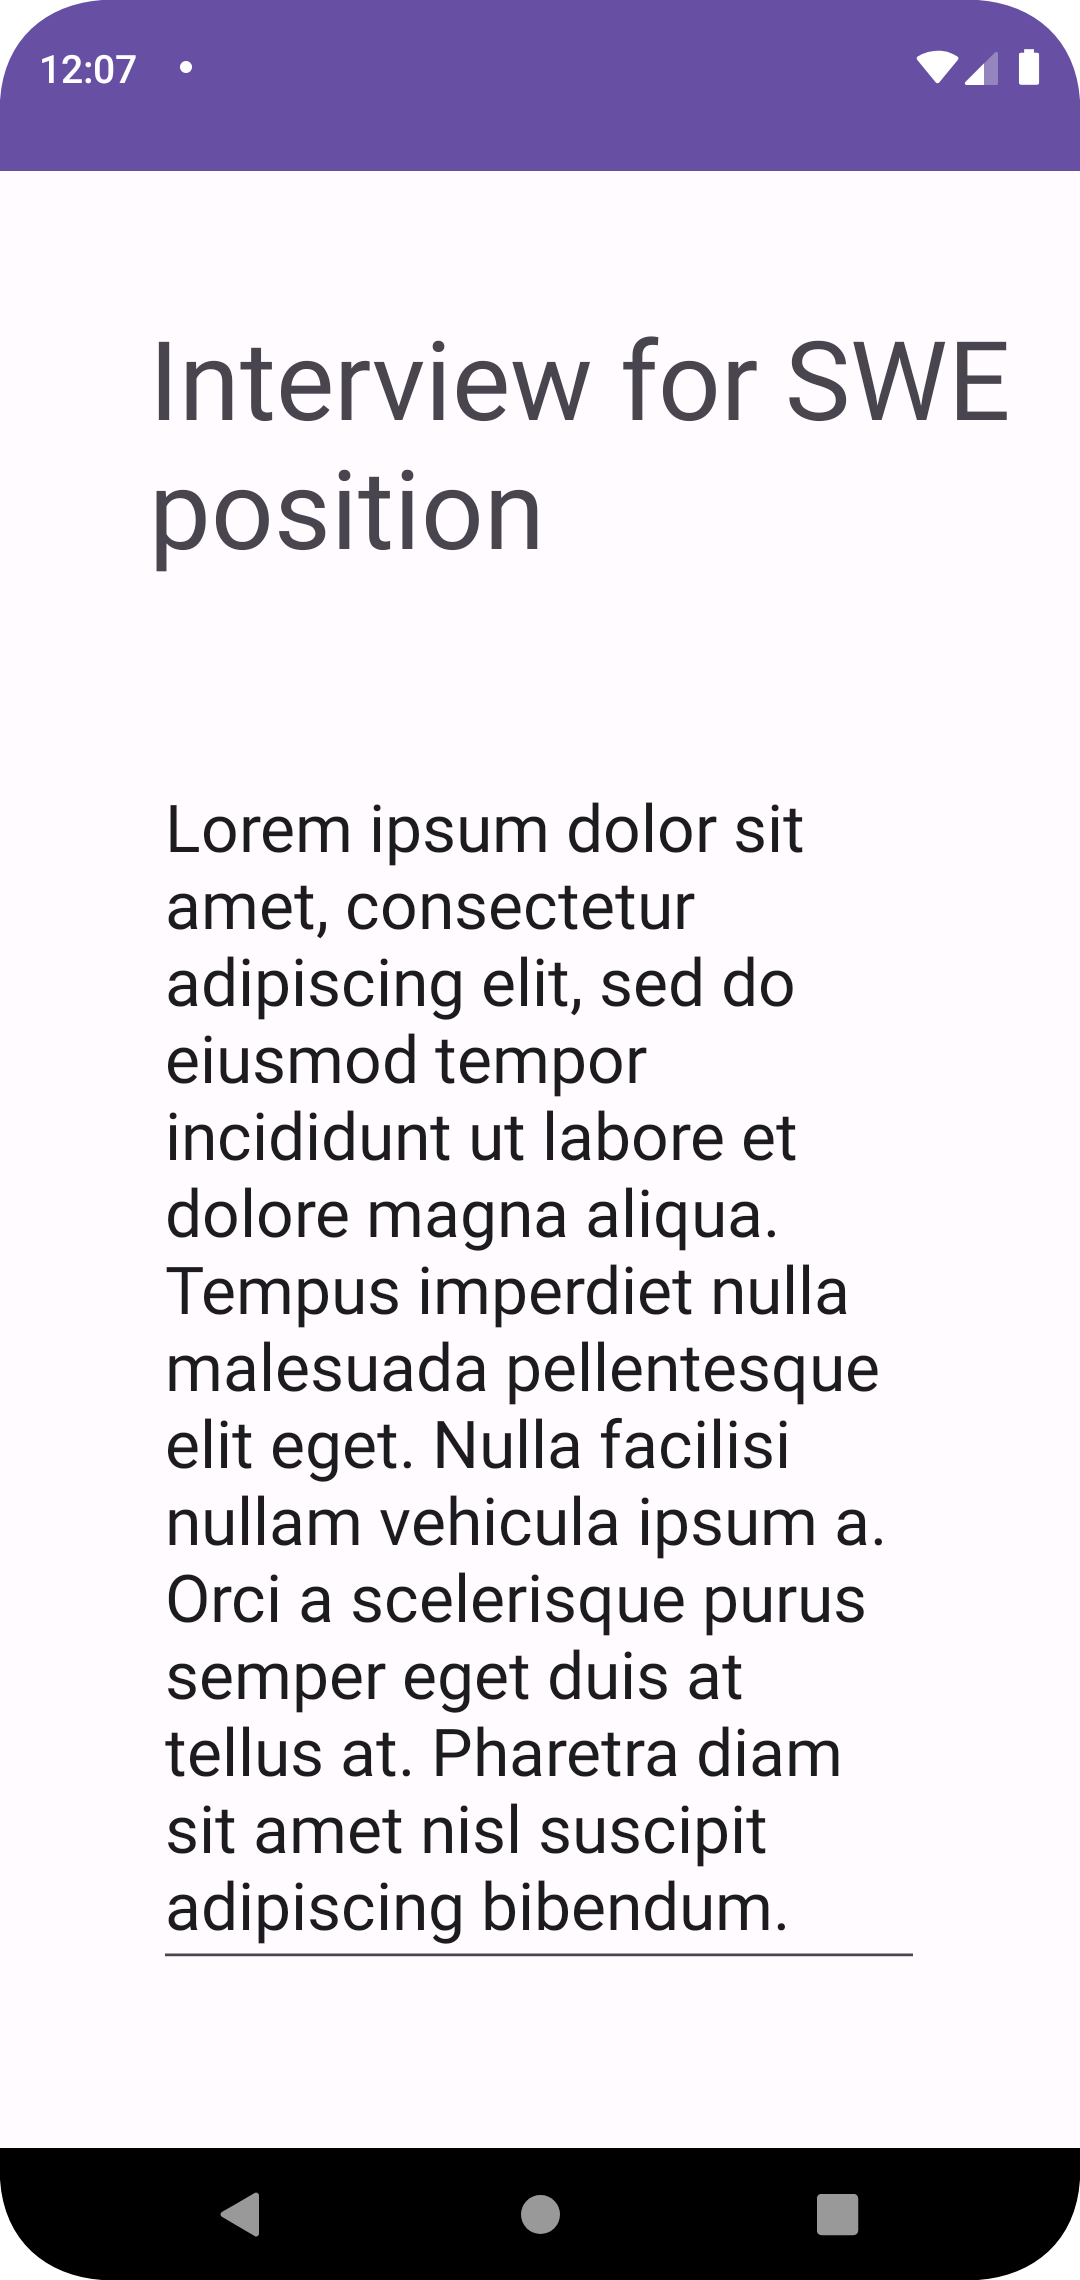 12:07
Interview for SWE
position
Lorem ipsum dolor sit
amet, consectetur
adipiscing elit, sed do
eiusmod tempor
incididunt ut labore et
dolore magna aliqua.
Tempus imperdiet nulla
malesuada pellentesque
elit eget. Nulla facilisi
nullam vehicula ipsum a.
Orci a scelerisque purus
semper eget duis at
tellus at. Pharetra diam
sit amet nisl suscipit
adipiscing bibendum.